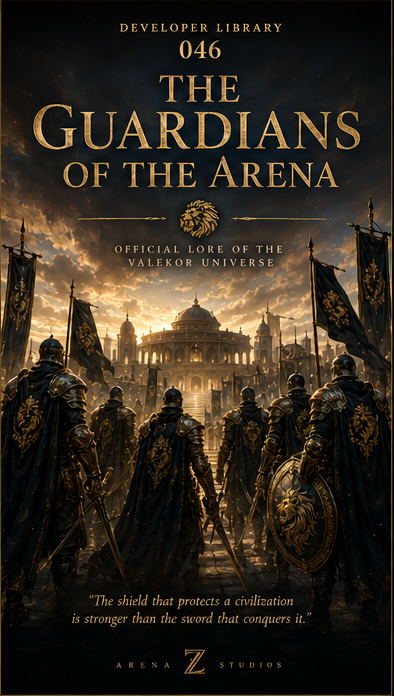 DEVELOPER LIBRARY
046
THE
GUARDIANS
OF THE ARENA
OFFICIAL LORE OF THE
VALEKOR UNIVERSE
"The shield that protects a civilization
is stronger than the sword that conquers it."
ARENA Z STUDIOS